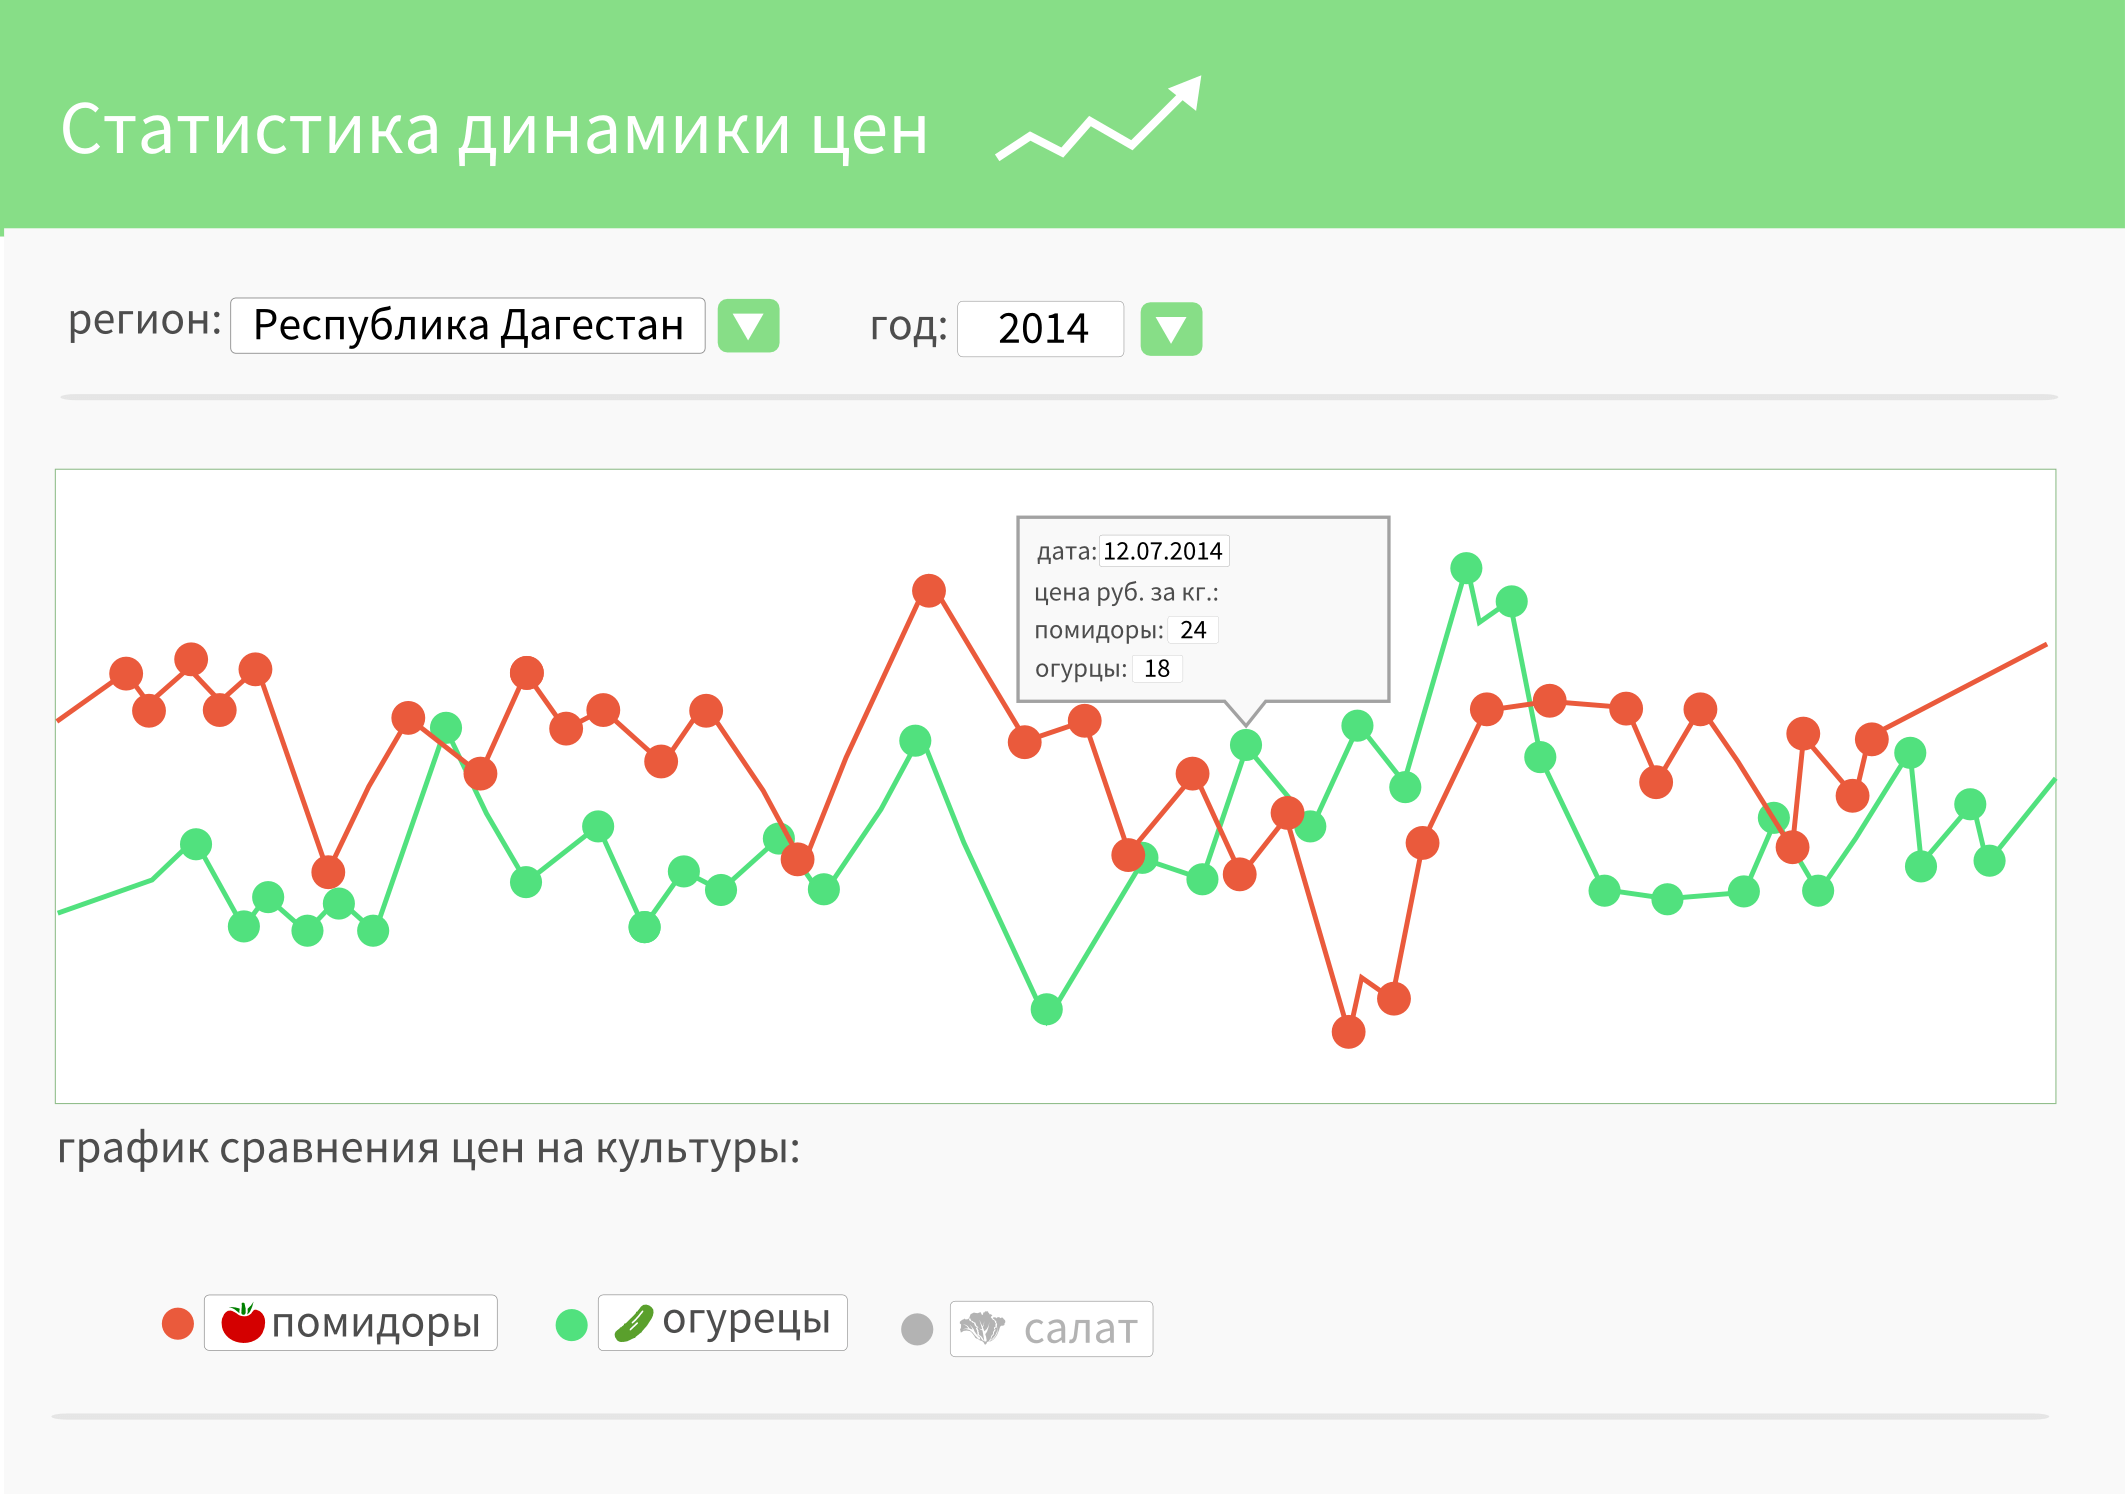 Статистика динамики цен
регион: Республика Дагестан год: 2014
дата: 12.07.2014
цена руб. за кг.:
помидоры: 24
огурцы: 18
график сравнения цен на культуры:
помидоры огурецы салат